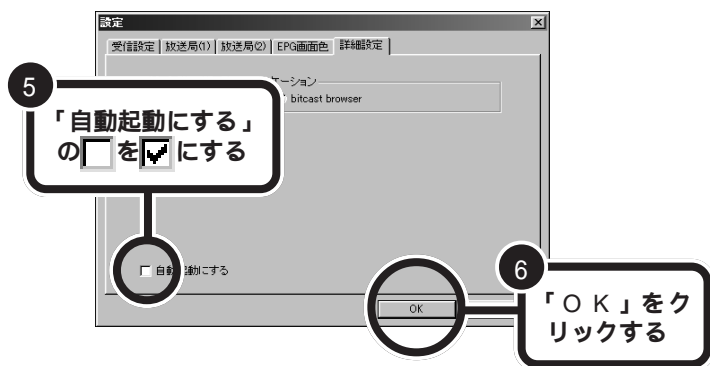 設定
受信設定 放送局(1) 放送局(2) EPG画面色 詳細設定
ケーション
bitcast browser
5
「自動起動にする」
の を にする
自動起動にする
OK
6
「ＯＫ」をク
リックする